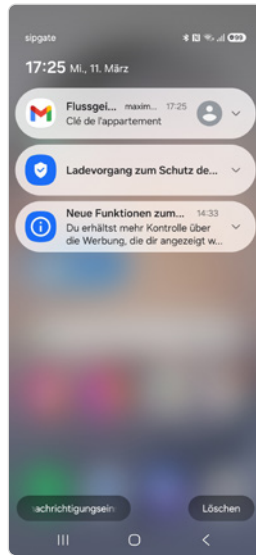 sipgate
17:25 Mi., 11. März
Flussgei... maxim... 17:25
Clé de l'appartement
Ladevorgang zum Schutz de...
Neue Funktionen zum... 14:33
Du erhältst mehr Kontrolle über
die Werbung, die dir angezeigt w...
achrichtigungsein
Löschen